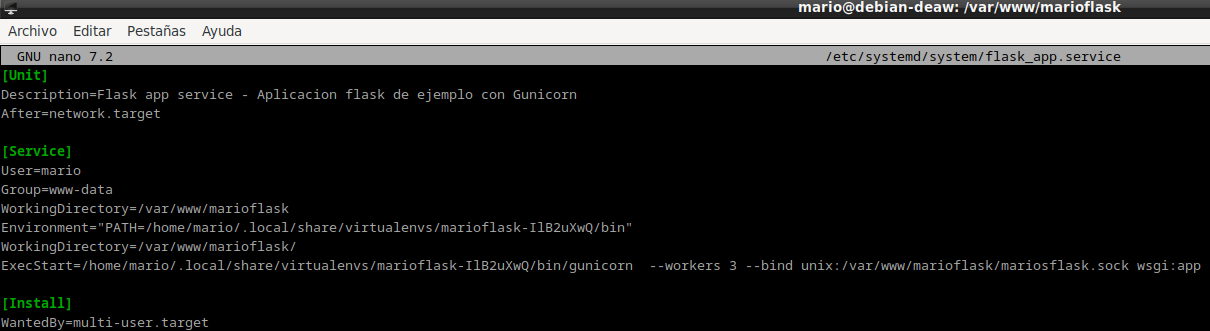 mario@debian-deaw: /var/www/marioflask
Archivo Editar Pestañas Ayuda
GNU nano 7.2 /etc/systemd/system/flask_app.service
[Unit]
Description=Flask app service - Aplicacion flask de ejemplo con Gunicorn
After=network.target
[Service]
User=mario
Group=www-data
WorkingDirectory=/var/www/marioflask
Environment="PATH=/home/mario/.local/share/virtualenvs/marioflask-IlB2uXwQ/bin"
WorkingDirectory=/var/www/marioflask/
ExecStart=/home/mario/.local/share/virtualenvs/marioflask-IlB2uXwQ/bin/gunicorn  --workers 3 --bind unix:/var/www/marioflask/mariosflask.sock wsgi:app
[Install]
WantedBy=multi-user.target